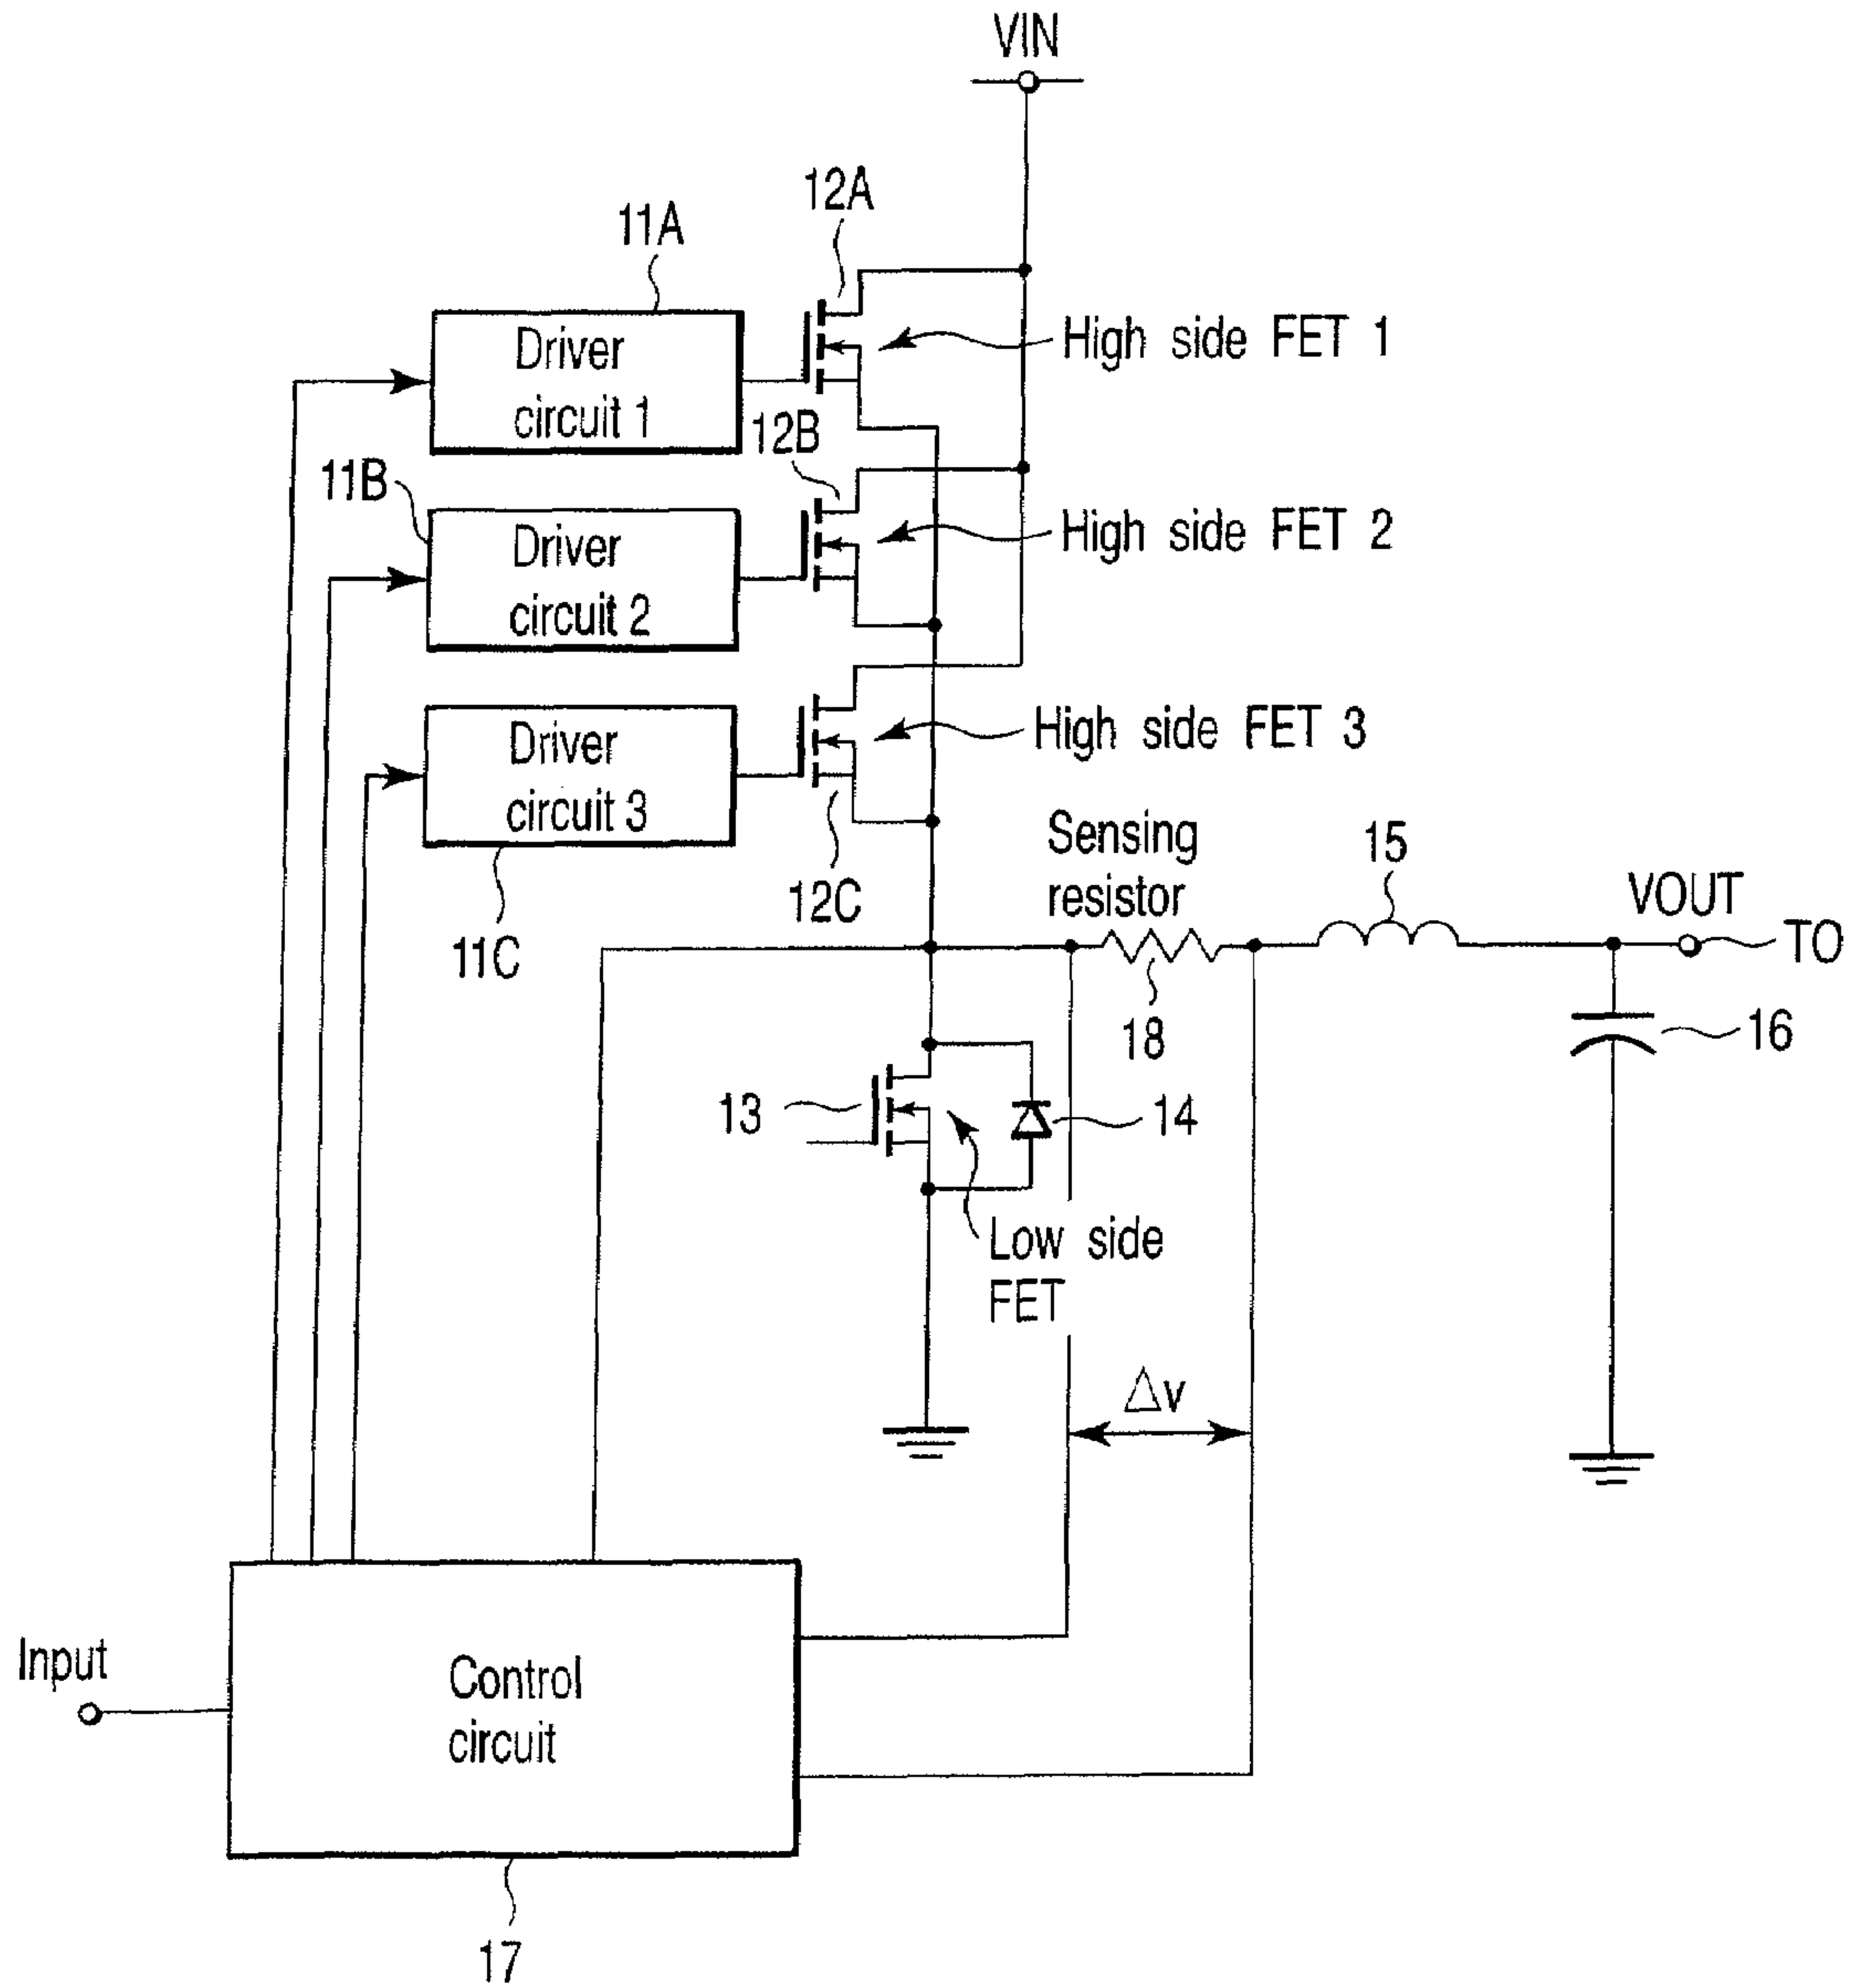 VIN
12A
11A
Driver
circuit 1
High side FET 1
12B
11B
Driver
circuit 2
High side FET 2
Driver
circuit 3
High side FET 3
12C
11C
Sensing
resistor
15
VOUT
TO
18
16
13
14
Low side
FET
Δv
Input
Control
circuit
17